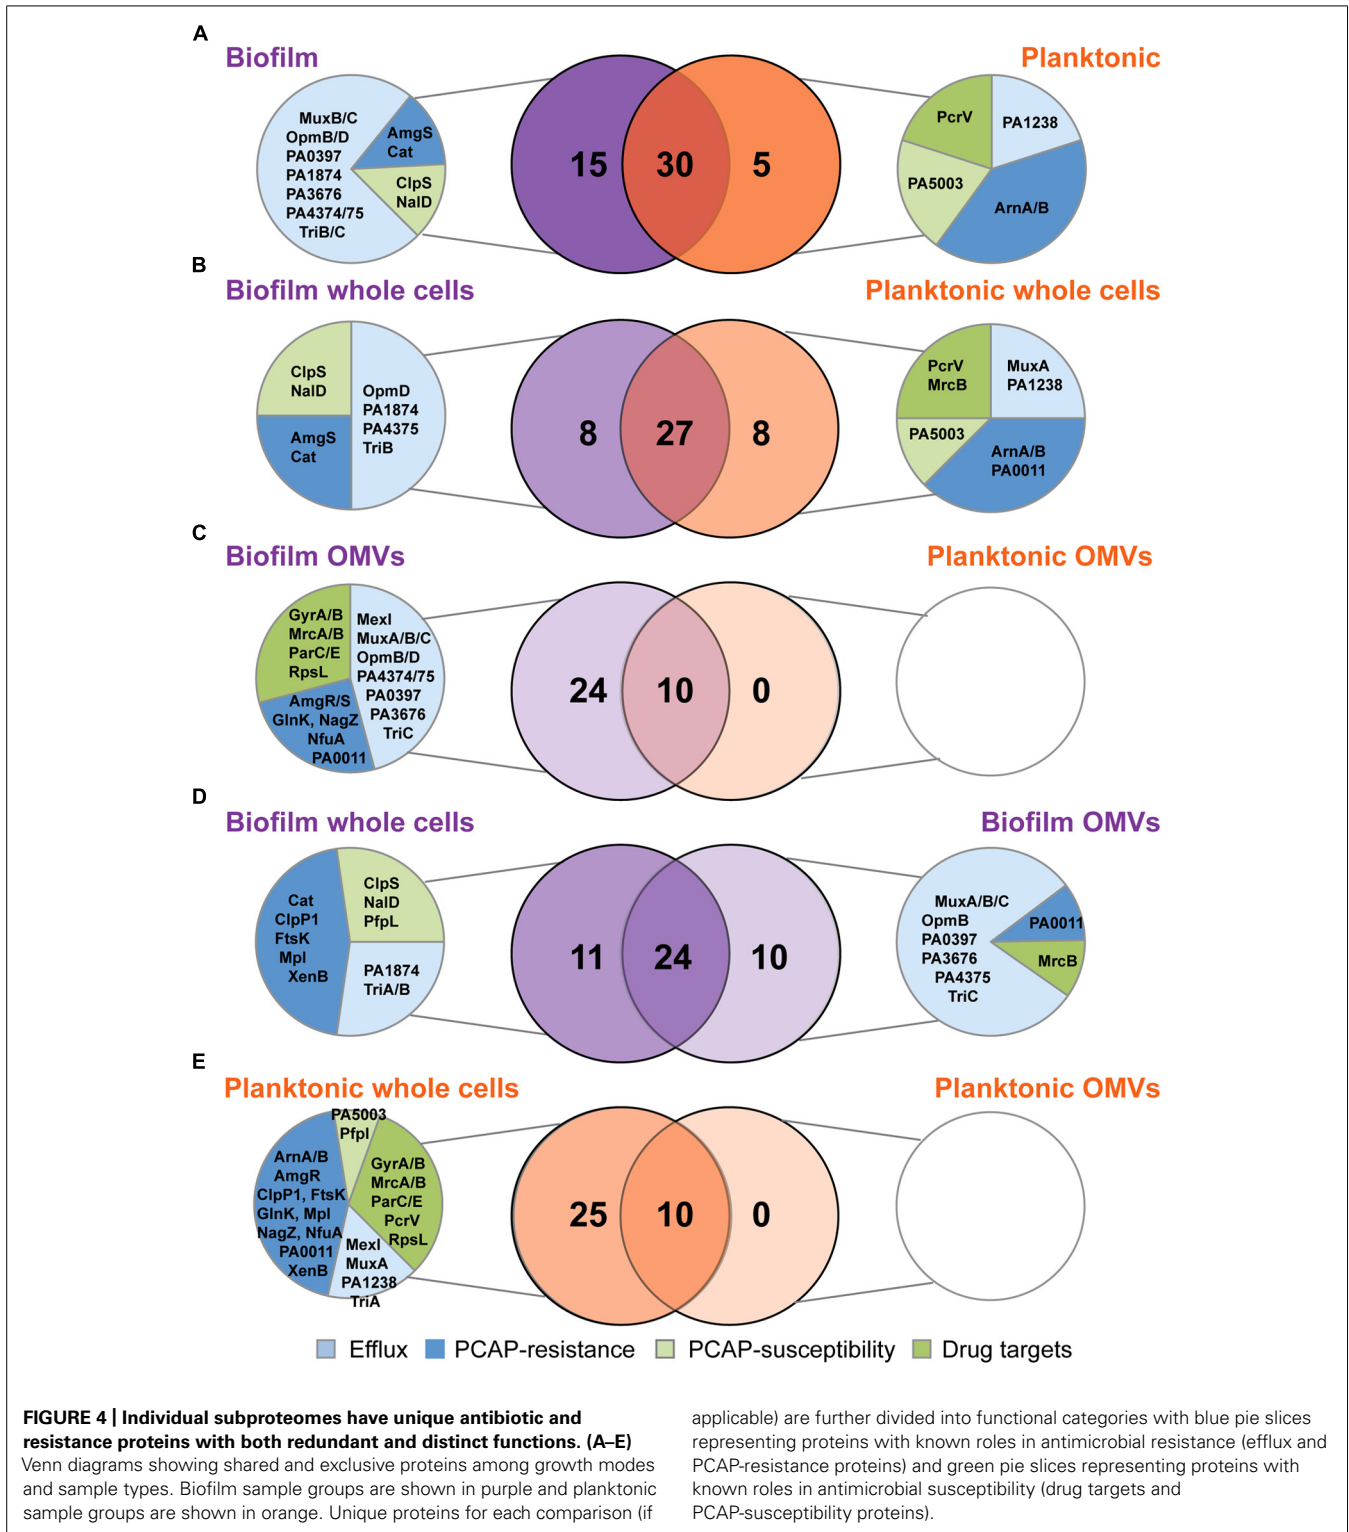 A
Biofilm
Planktonic
MuxB/C
OpmB/D
PA0397
PA1874
PA3676
PA4374/75
TriB/C
AmgS
Cat
ClpS
NalD
15
30
5
PcrV
PA1238
PA5003
ArnA/B
B
Biofilm whole cells
Planktonic whole cells
ClpS
NalD
AmgS
Cat
OpmD
PA1874
PA4375
TriB
8
27
8
PcrV
MrcB
MuxA
PA1238
PA5003
ArnA/B
PA0011
C
Biofilm OMVs
Planktonic OMVs
GyrA/B
MrcA/B
ParC/E
RpsL
AmgR/S
GlnK, NagZ
NfuA
PA0011
MexI
MuxA/B/C
OpmB/D
PA4374/75
PA0397
PA3676
TriC
24
10
0
D
Biofilm whole cells
Biofilm OMVs
Cat
ClpP1
FtsK
Mpl
XenB
ClpS
NalD
PfpL
PA1874
TriA/B
11
24
10
MuxA/B/C
OpmB
PA0397
PA3676
PA4375
TriC
PA0011
MrcB
E
Planktonic whole cells
Planktonic OMVs
PA5003
PfpI
ArnA/B
AmgR
ClpP1, FtsK
GlnK, Mpl
NagZ, NfuA
PA0011
XenB
GyrA/B
MrcA/B
ParC/E
PcrV
RpsL
MexI
MuxA
PA1238
TriA
25
10
0
Efflux
PCAP-resistance
PCAP-susceptibility
Drug targets
FIGURE 4 | Individual subproteomes have unique antibiotic and
resistance proteins with both redundant and distinct functions. (A–E)
Venn diagrams showing shared and exclusive proteins among growth modes
and sample types. Biofilm sample groups are shown in purple and planktonic
sample groups are shown in orange. Unique proteins for each comparison (if
applicable) are further divided into functional categories with blue pie slices
representing proteins with known roles in antimicrobial resistance (efflux and
PCAP-resistance proteins) and green pie slices representing proteins with
known roles in antimicrobial susceptibility (drug targets and
PCAP-susceptibility proteins).